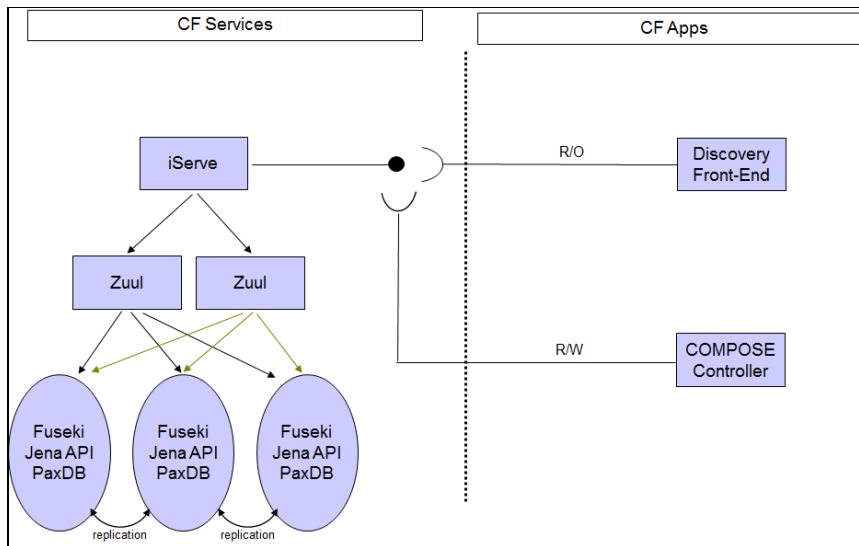 CF Services
CF Apps
iServe
R/O
Discovery
Front-End
Zuul
Zuul
R/W
COMPOSE
Controller
Fuseki
Jena API
PaxDB
Fuseki
Jena API
PaxDB
Fuseki
Jena API
PaxDB
replication
replication